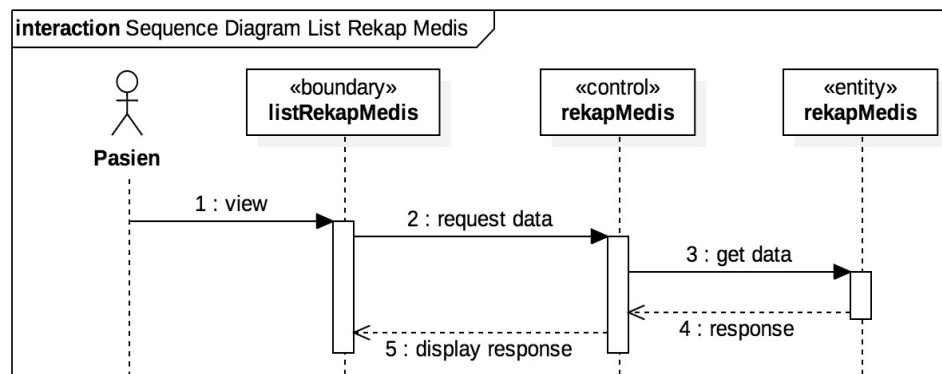 interaction Sequence Diagram List Rekap Medis
«boundary»
listRekapMedis
«control»
rekapMedis
«entity»
rekapMedis
Pasien
1 : view
2 : request data
3 : get data
4 : response
5 : display response